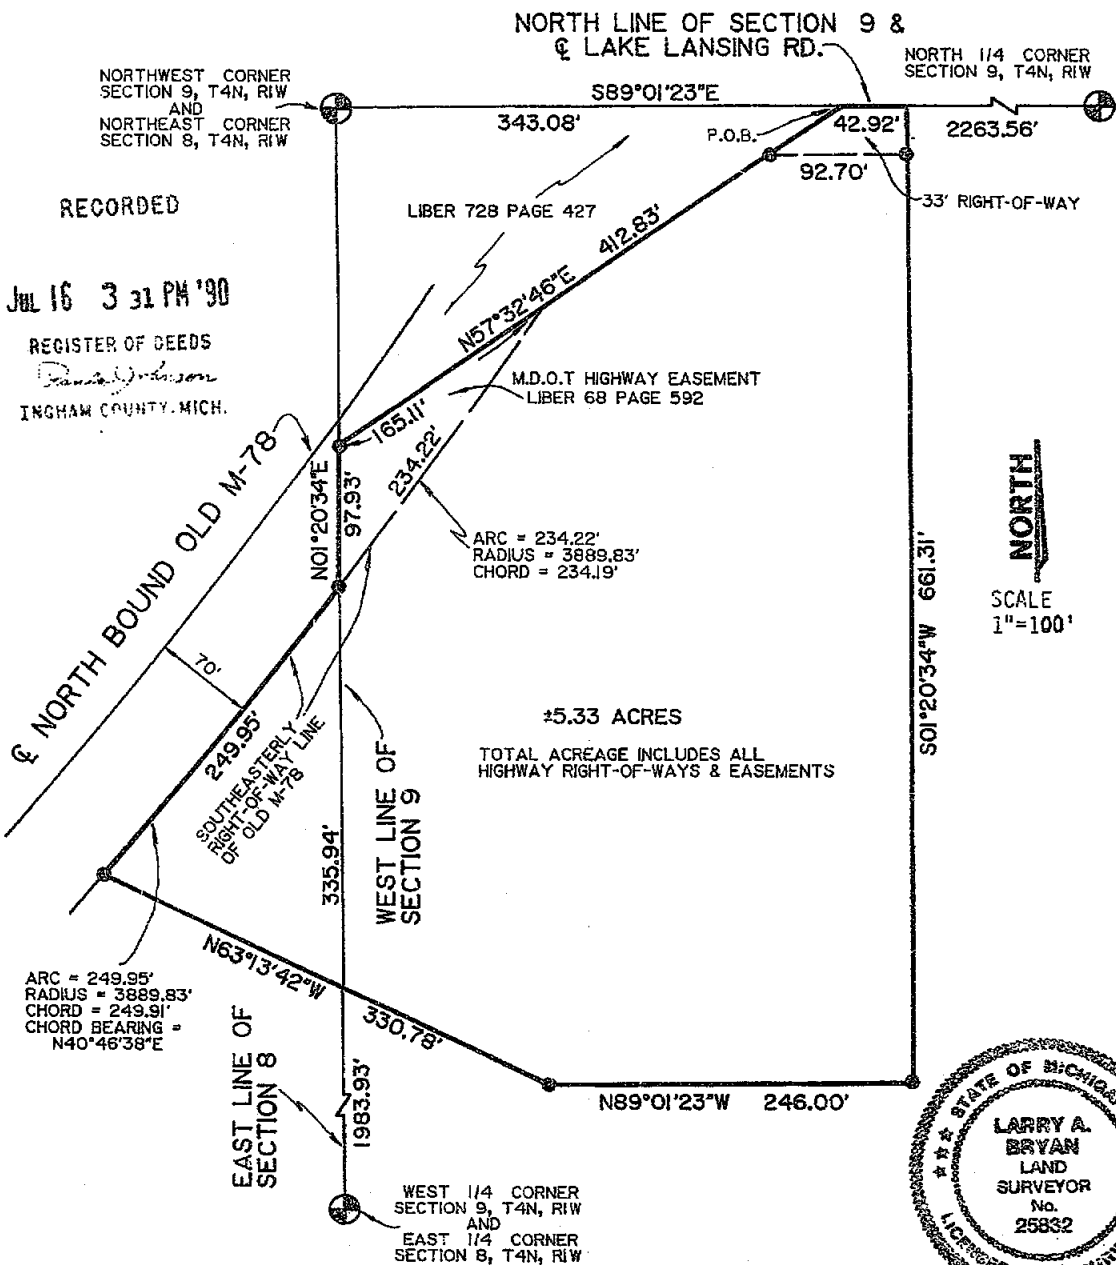 NORTH LINE OF SECTION 9 &
℄ LAKE LANSING RD.
NORTH 1/4 CORNER
SECTION 9, T4N, R1W
NORTHWEST CORNER
SECTION 9, T4N, R1W
AND
NORTHEAST CORNER
SECTION 8, T4N, R1W
S89°01'23"E
343.08'
P.O.B.
42.92'
2263.56'
92.70'
33' RIGHT-OF-WAY
RECORDED
LIBER 728 PAGE 427
412.83'
N57°32'46"E
JUL 16 3 31 PM '90
REGISTER OF DEEDS
INGHAM COUNTY, MICH.
M.D.O.T HIGHWAY EASEMENT
LIBER 68 PAGE 592
165.11'
234.22'
N01°20'34"E
97.93'
℄ NORTH BOUND OLD M-78
ARC = 234.22'
RADIUS = 3889.83'
CHORD = 234.19'
NORTH
SCALE
1"=100'
S01°20'34"W 661.31'
70'
249.95'
SOUTHEASTERLY
RIGHT-OF-WAY LINE
OF OLD M-78
±5.33 ACRES
TOTAL ACREAGE INCLUDES ALL
HIGHWAY RIGHT-OF-WAYS & EASEMENTS
335.94'
WEST LINE OF
SECTION 9
N63°13'42"W
330.78'
ARC = 249.95'
RADIUS = 3889.83'
CHORD = 249.91'
CHORD BEARING =
N40°46'38"E
EAST LINE OF
SECTION 8
1983.93'
N89°01'23"W 246.00'
WEST 1/4 CORNER
SECTION 9, T4N, R1W
AND
EAST 1/4 CORNER
SECTION 8, T4N, R1W
STATE OF MICHIGA
LARRY A.
BRYAN
LAND
SURVEYOR
No.
25832